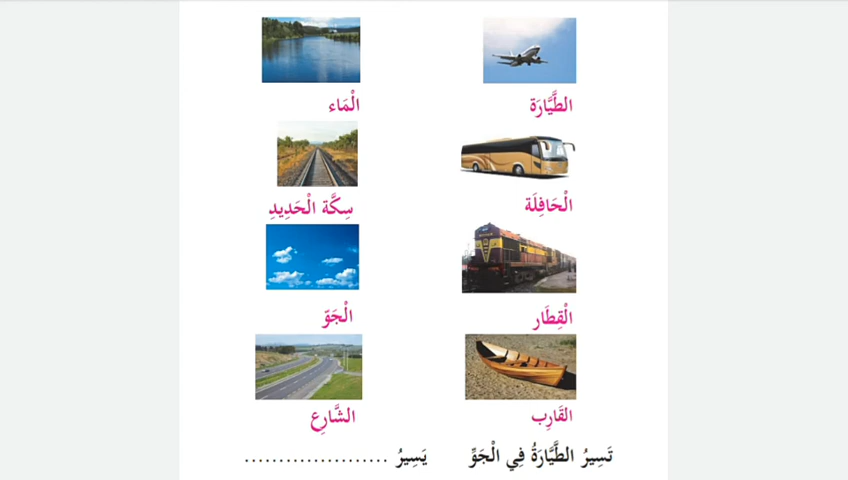 الطَّيَّارَة
الْمَاء
الْحَافِلَة
سِكَّة الْحَدِيدِ
الْقِطَار
الْجَوّ
القَارِب
الشَّارِع
تَسِيرُ الطَّيَّارَةُ فِي الْجَوِّ يَسِيرُ .....................